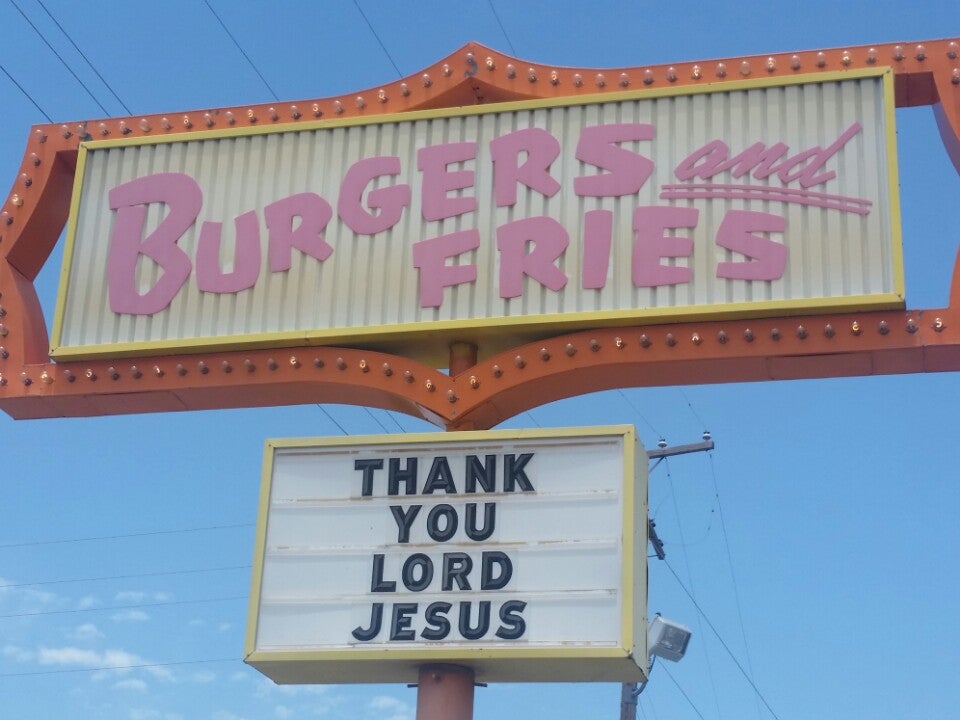 BURGERS and
FRIES
THANK
YOU
LORD
JESUS